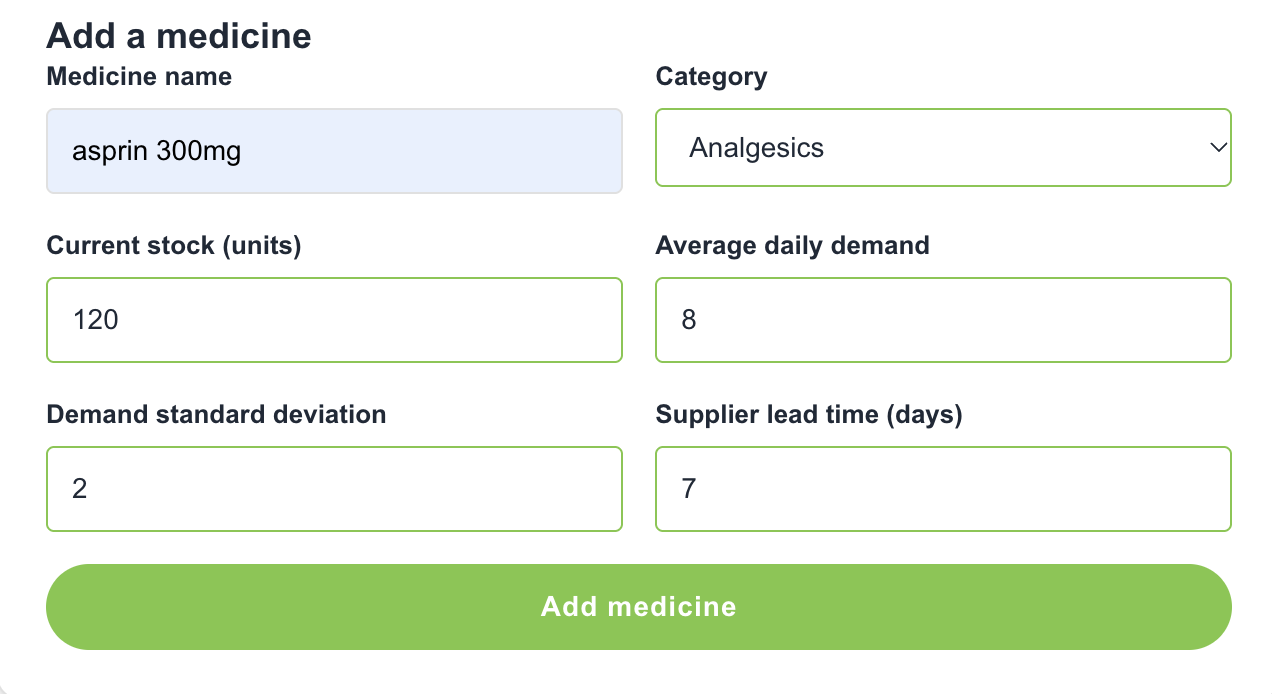 Add a medicine
Medicine name
Category
asprin 300mg
Analgesics
Current stock (units)
Average daily demand
120
8
Demand standard deviation
Supplier lead time (days)
2
7
Add medicine